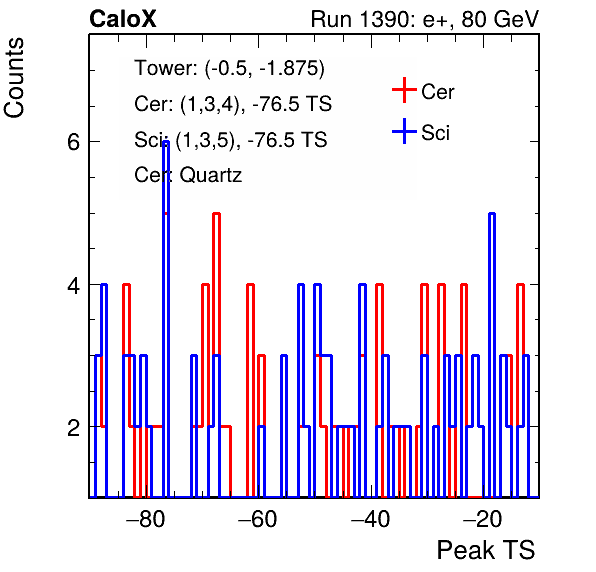 CaloX Run 1390: e+, 80 GeV
Counts
Tower: (-0.5, -1.875)
Cer: (1,3,4), -76.5 TS
Sci: (1,3,5), -76.5 TS
Cer: Quartz
Cer
Sci
6
4
2
−80 −60 −40 −20
Peak TS